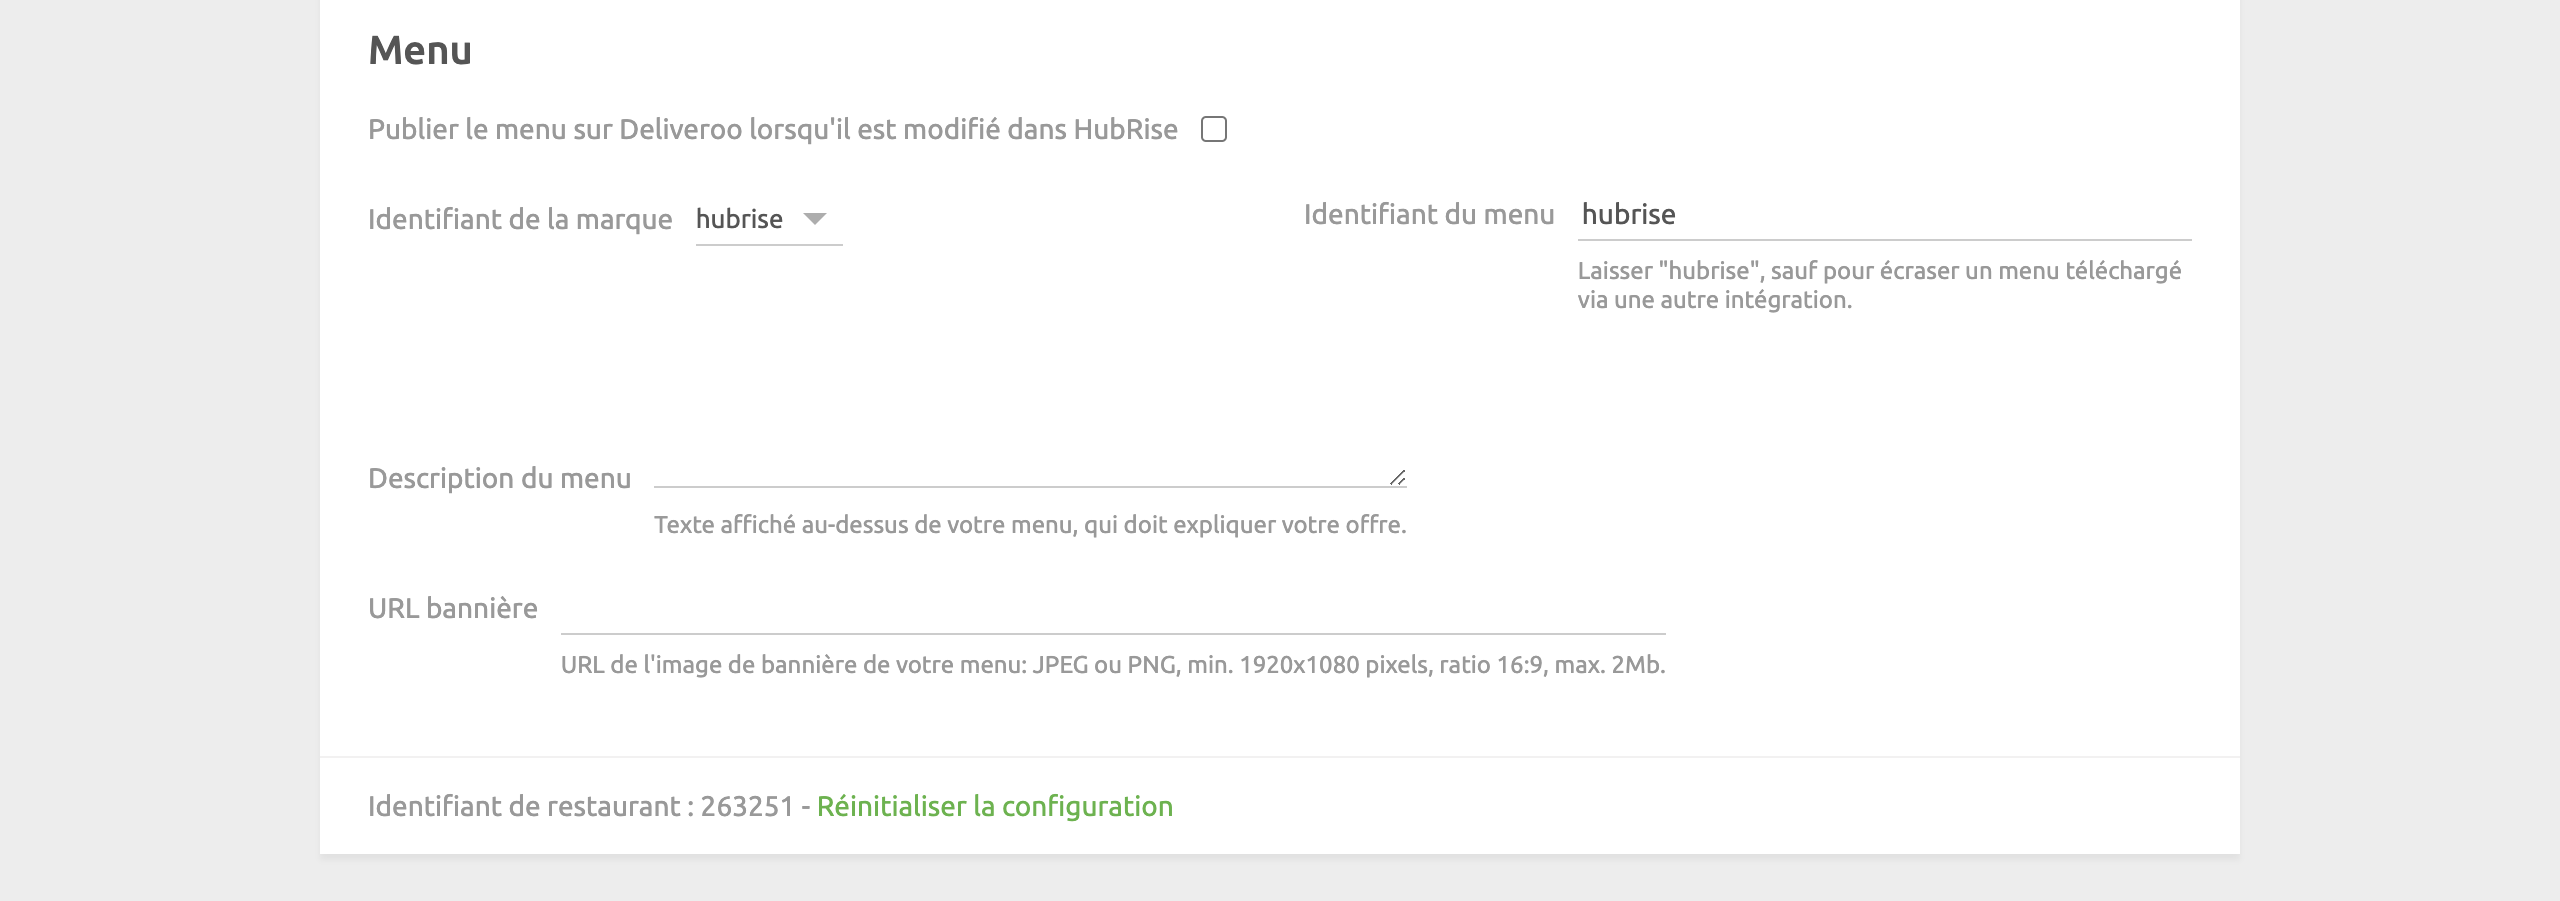 Menu
Publier le menu sur Deliveroo lorsqu'il est modifié dans HubRise
Identifiant de la marque hubrise
Identifiant du menu hubrise
Laisser "hubrise", sauf pour écraser un menu téléchargé
via une autre intégration.
Description du menu
Texte affiché au-dessus de votre menu, qui doit expliquer votre offre.
URL bannière
URL de l'image de bannière de votre menu: JPEG ou PNG, min. 1920x1080 pixels, ratio 16:9, max. 2Mb.
Identifiant de restaurant : 263251 - Réinitialiser la configuration